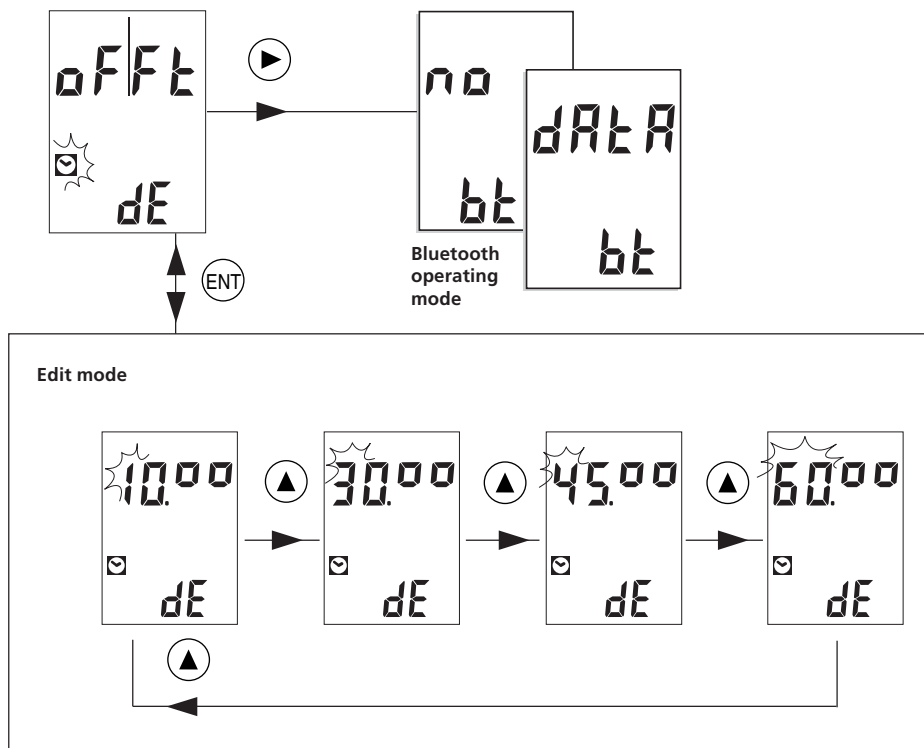 oFFt
dE
no
bt
dAtA
bt
Bluetooth
operating
mode
ENT
Edit mode
10.00
dE
30.00
dE
45.00
dE
60.00
dE